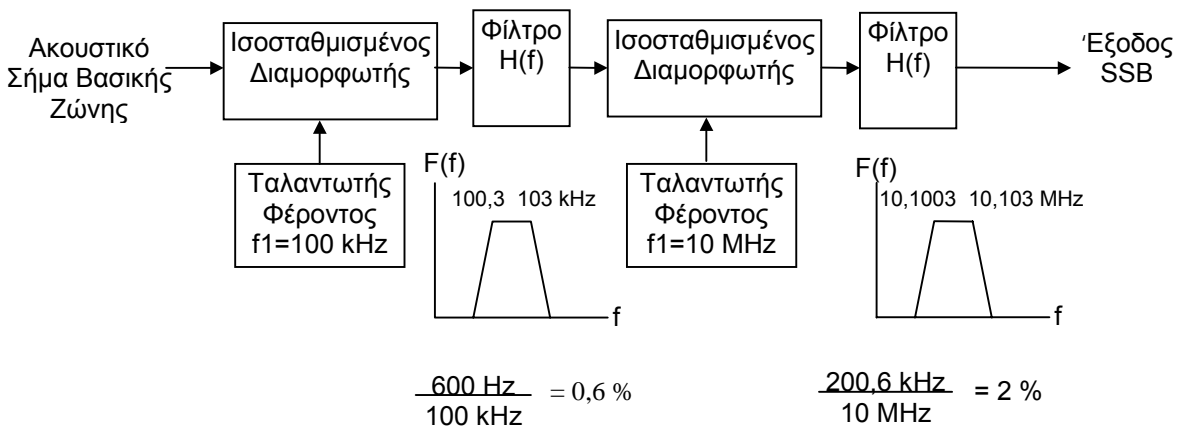 Ακουστικό
Σήμα Βασικής
Ζώνης
Ισοσταθμισμένος
Διαμορφωτής
Φίλτρο
H(f)
Ισοσταθμισμένος
Διαμορφωτής
Φίλτρο
H(f)
Έξοδος
SSB
Ταλαντωτής
Φέροντος
f1=100 kHz
F(f)
100,3 103 kHz
f
Ταλαντωτής
Φέροντος
f1=10 MHz
F(f)
10,1003 10,103 MHz
f
600 Hz
100 kHz
= 0,6 %
200,6 kHz
10 MHz
= 2 %